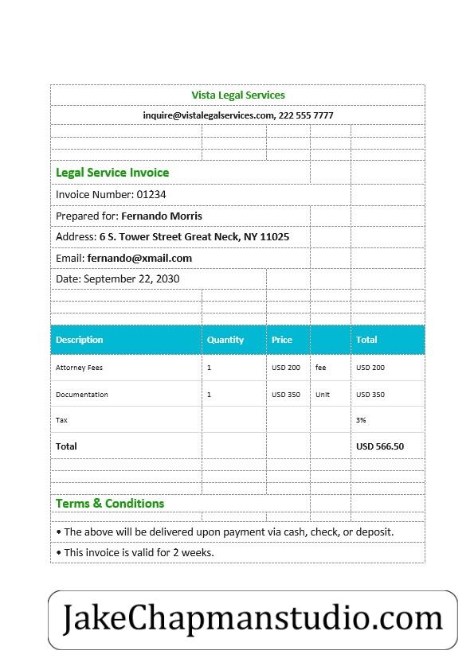 Vista Legal Services
inquire@vistalegalservices.com, 222 555 7777
Legal Service Invoice
Invoice Number: 01234
Prepared for: Fernando Morris
Address: 6 S. Tower Street Great Neck, NY 11025
Email: fernando@xmail.com
Date: September 22, 2030
Description Quantity Price Total
Attorney Fees 1 USD 200 fee USD 200
Documentation 1 USD 350 Unit USD 350
Tax 3%
Total USD 566.50
Terms & Conditions
• The above will be delivered upon payment via cash, check, or deposit.
• This invoice is valid for 2 weeks.
JakeChapmanstudio.com